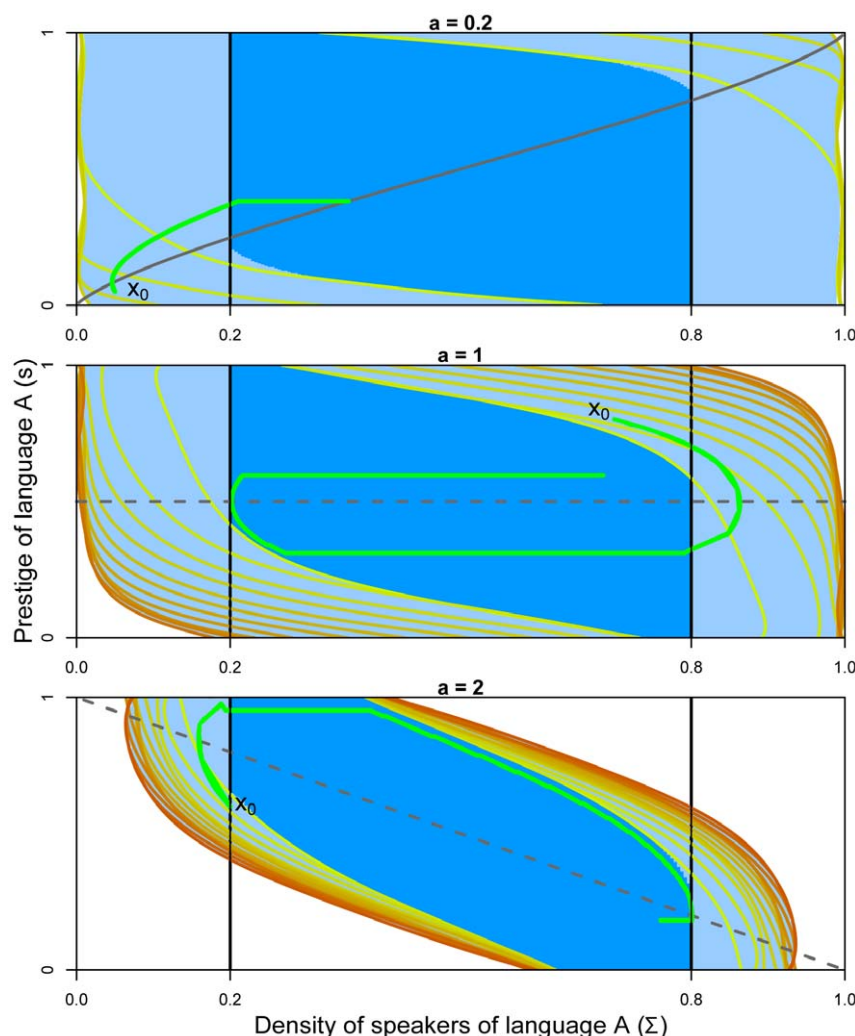 a = 0.2
1
x0
0
0.0 0.2 0.8 1.0
a = 1
Prestige of language A (s)
1
x0
0
0.0 0.2 0.8 1.0
a = 2
1
x0
0
0.0 0.2 0.8 1.0
Density of speakers of language A (Σ)